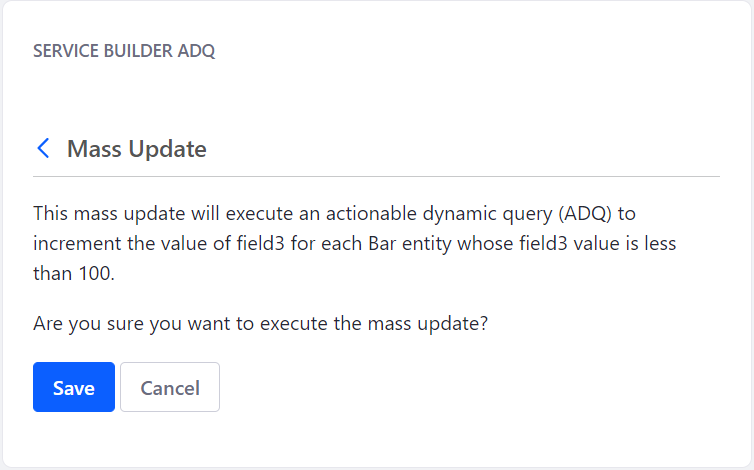 SERVICE BUILDER ADQ
Mass Update
This mass update will execute an actionable dynamic query (ADQ) to
increment the value of field3 for each Bar entity whose field3 value is less
than 100.
Are you sure you want to execute the mass update?
Save Cancel